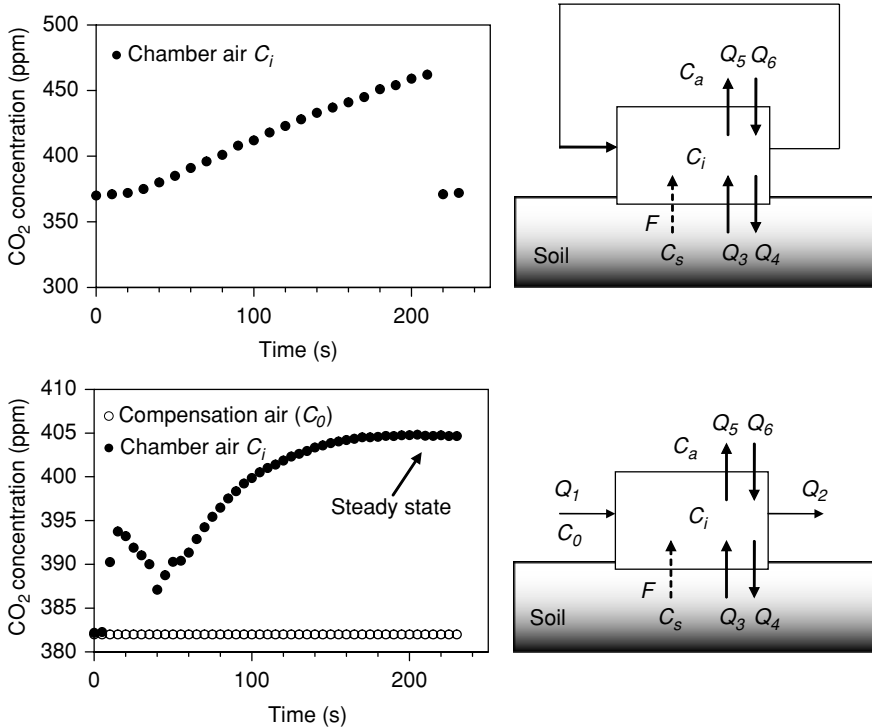 500
450
400
350
300
CO2 concentration (ppm)
Chamber air Ci
0
100
200
Time (s)
Q5 Q6
Ca
Ci
F
Soil
Cs
Q3 Q4
410
405
400
395
390
385
380
CO2 concentration (ppm)
Compensation air (C0)
Chamber air Ci
Steady state
0
100
200
Time (s)
Q5 Q6
Ca
Q1
Q2
Ci
C0
F
Soil
Cs
Q3 Q4